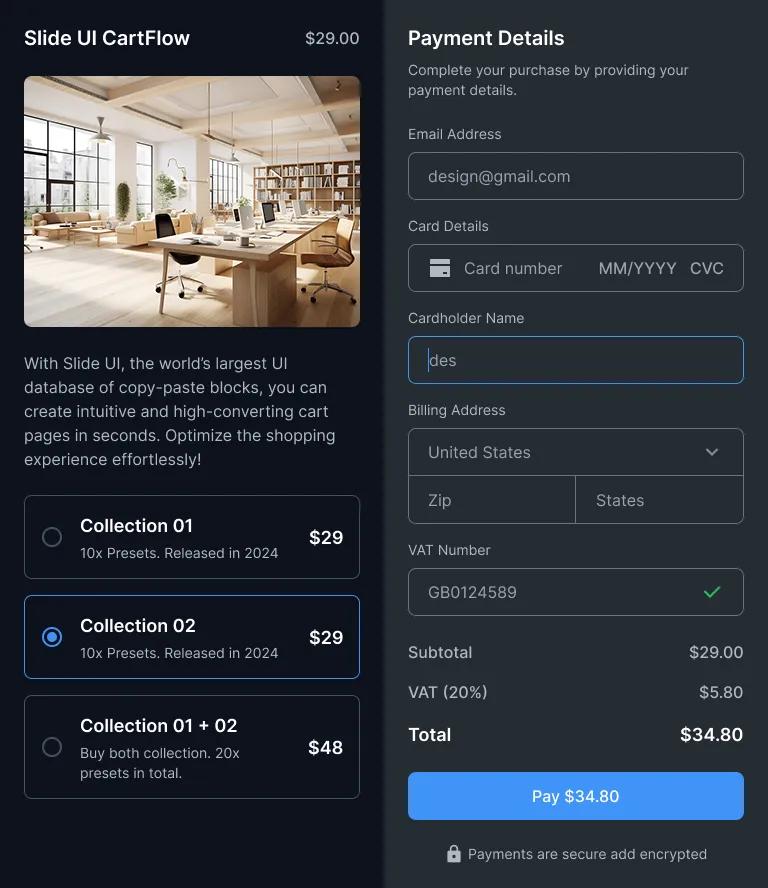 Slide UI CartFlow
$29.00
With Slide UI, the world’s largest UI
database of copy-paste blocks, you can
create intuitive and high-converting cart
pages in seconds. Optimize the shopping
experience effortlessly!
Collection 01
10x Presets. Released in 2024
$29
Collection 02
10x Presets. Released in 2024
$29
Collection 01 + 02
Buy both collection. 20x
presets in total.
$48
Payment Details
Complete your purchase by providing your
payment details.
Email Address
design@gmail.com
Card Details
Card number MM/YYYY CVC
Cardholder Name
des
Billing Address
United States
Zip
States
VAT Number
GB0124589
Subtotal $29.00
VAT (20%) $5.80
Total $34.80
Pay $34.80
Payments are secure add encrypted